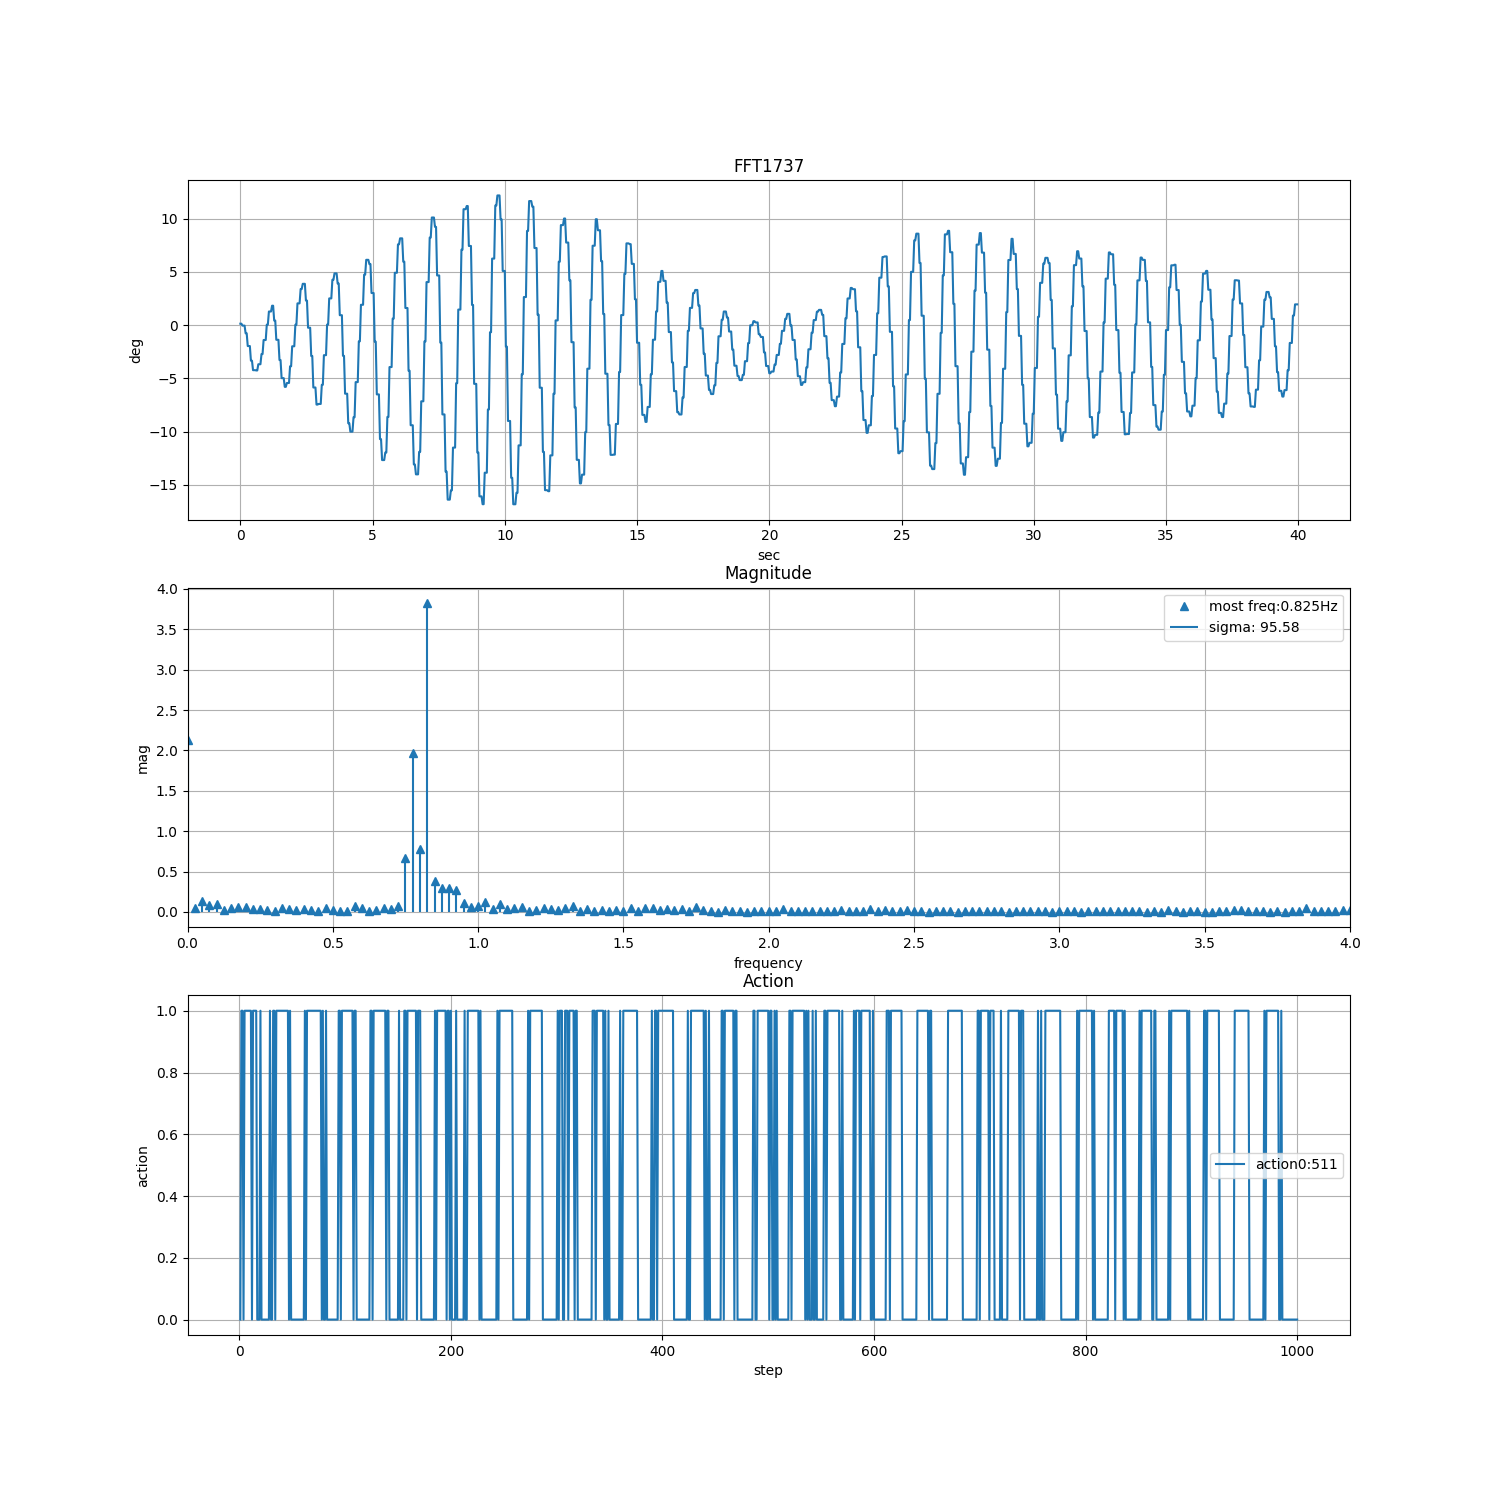 FFT1737
10
5
0
−5
−10
−15
deg
0 5 10 15 20 25 30 35 40
sec
Magnitude
4.0
3.5
3.0
2.5
2.0
1.5
1.0
0.5
0.0
mag
most freq:0.825Hz
sigma: 95.58
0.0 0.5 1.0 1.5 2.0 2.5 3.0 3.5 4.0
frequency
Action
1.0
0.8
0.6
0.4
0.2
0.0
action
action0:511
0 200 400 600 800 1000
step